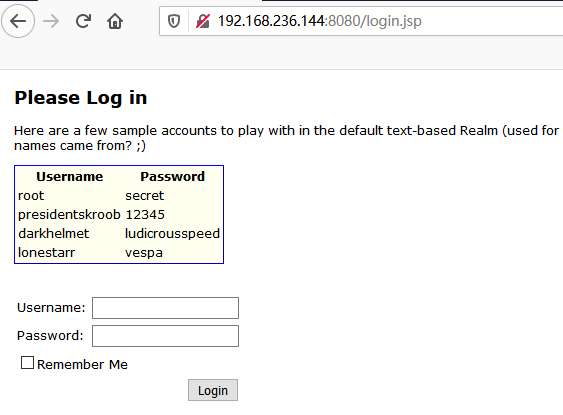 192.168.236.144:8080/login.jsp
Please Log in
Here are a few sample accounts to play with in the default text-based Realm (used for
names came from? ;)
Username Password
root secret
presidentskroob 12345
darkhelmet ludicrousspeed
lonestarr vespa
Username:
Password:
Remember Me
Login